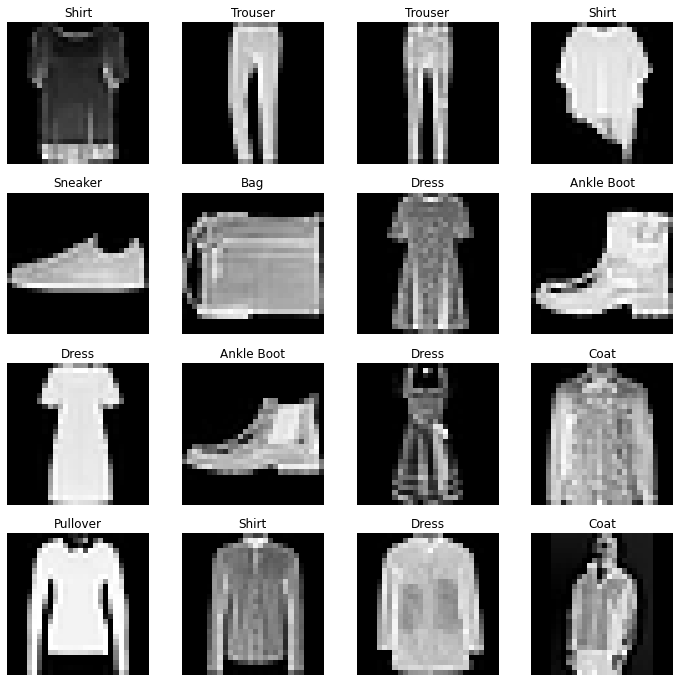 Shirt Trouser Trouser Shirt
Sneaker Bag Dress Ankle Boot
Dress Ankle Boot Dress Coat
Pullover Shirt Dress Coat